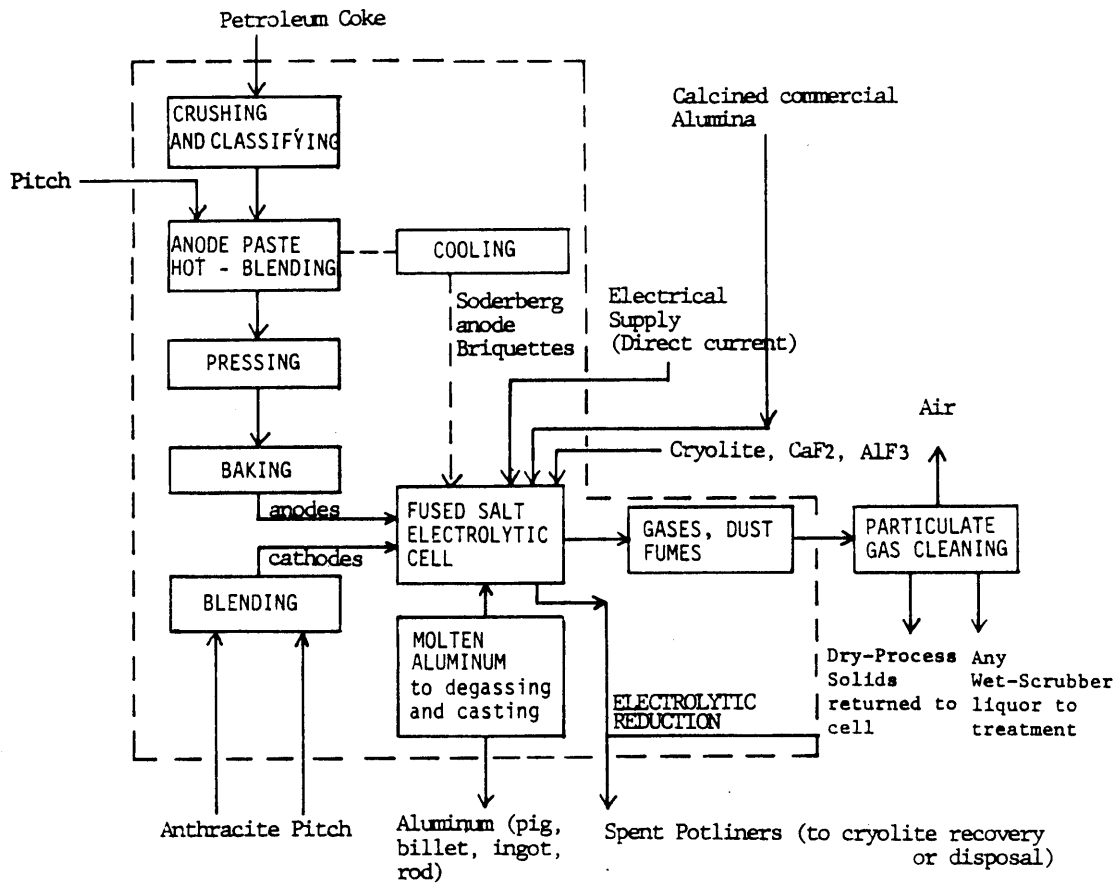 Petroleum Coke
CRUSHING
AND CLASSIFYING
Calcined commercial
Alumina
Pitch
ANODE PASTE
HOT - BLENDING
COOLING
Soderberg
anode
Briquettes
Electrical
Supply
(Direct current)
PRESSING
Air
BAKING
Cryolite, CaF2, AlF3
anodes
cathodes
FUSED SALT
ELECTROLYTIC
CELL
GASES, DUST
FUMES
PARTICULATE
GAS CLEANING
BLENDING
MOLTEN
ALUMINUM
to degassing
and casting
ELECTROLYTIC
REDUCTION
Dry-Process
Solids
returned to
cell
Any
Wet-Scrubber
liquor to
treatment
Anthracite Pitch
Aluminum (pig,
billet, ingot,
rod)
Spent Potliners (to cryolite recovery
or disposal)